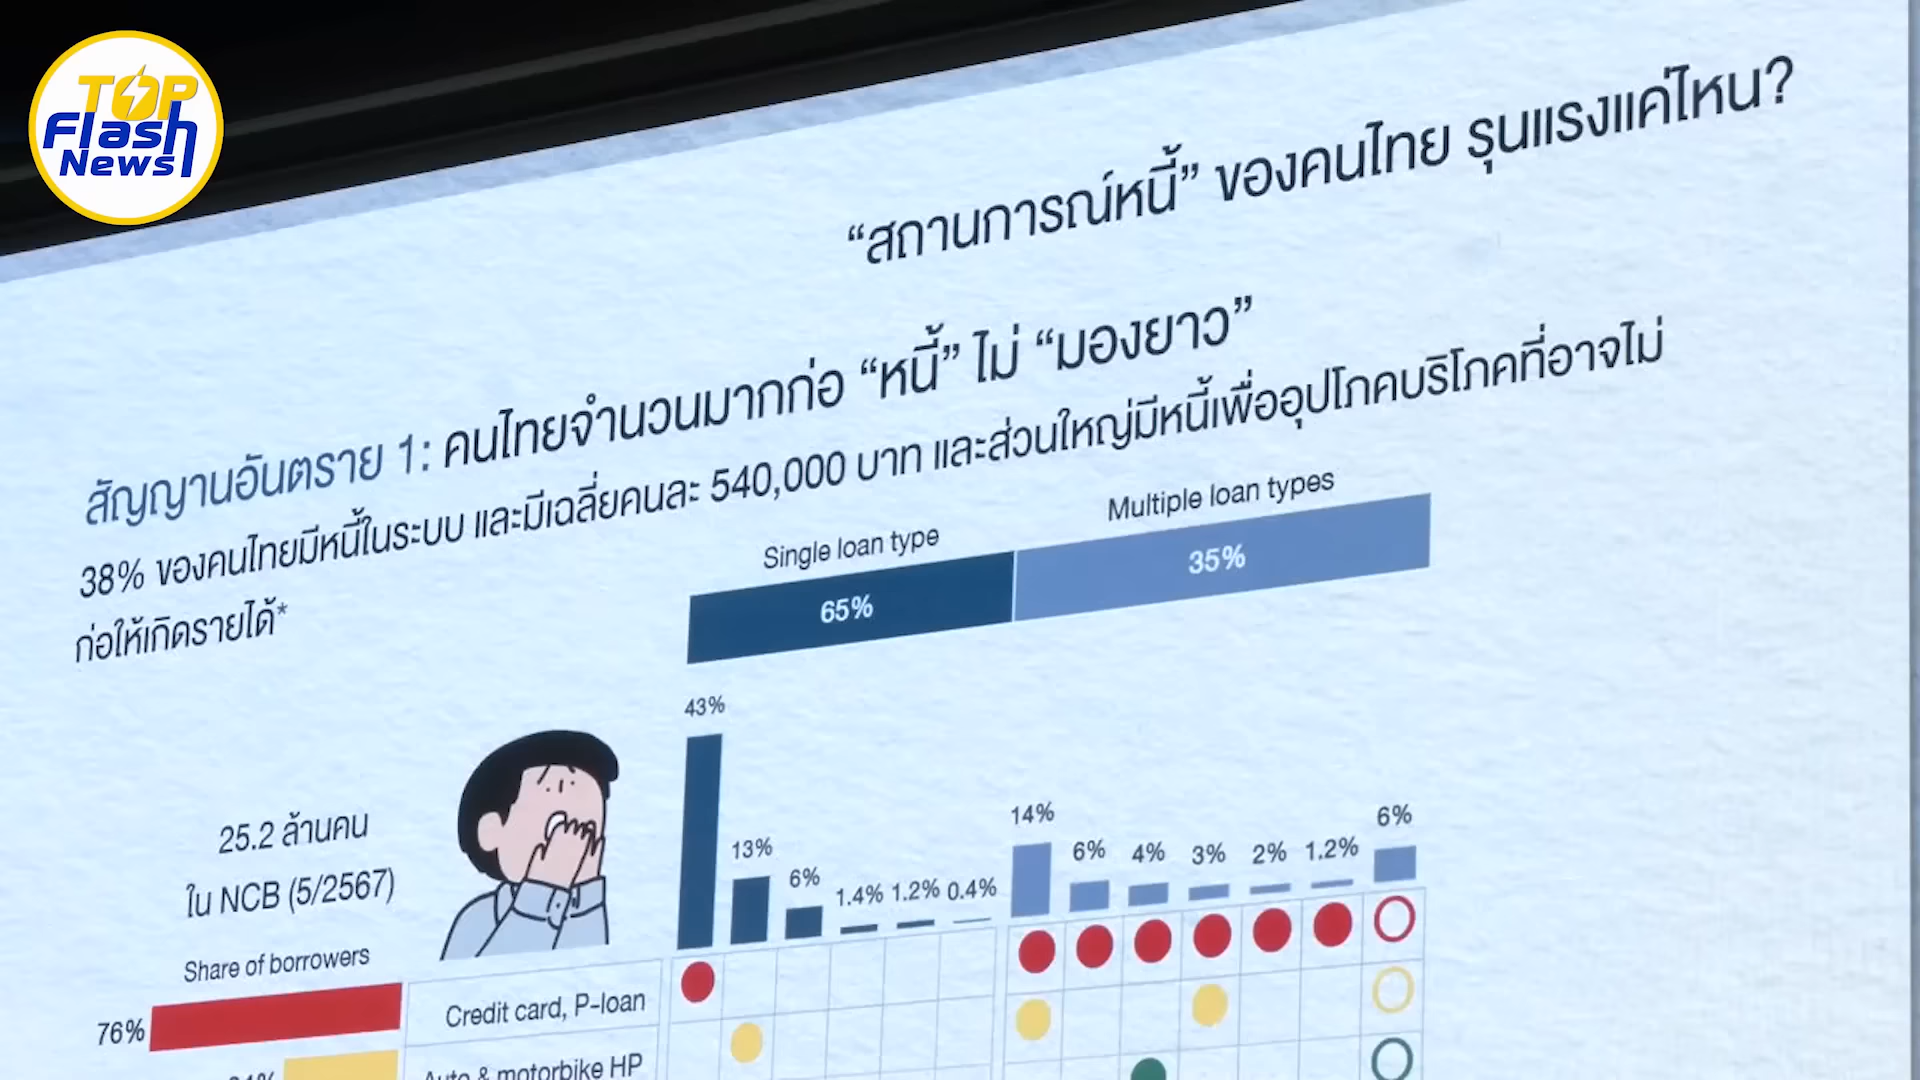 TOP
Flash
News
“สถานการณ์หนี้” ของคนไทย รุนแรงแค่ไหน?
สัญญานอันตราย 1: คนไทยจำนวนมากก่อ “หนี้” ไม่ “มองยาว”
38% ของคนไทยมีหนี้ในระบบ และมีเฉลี่ยคนละ 540,000 บาท และส่วนใหญ่มีหนี้เพื่ออุปโภคบริโภคที่อาจไม่
ก่อให้เกิดรายได้*
Single loan type
Multiple loan types
65%
35%
43%
13%
6%
1.4%
1.2%
0.4%
14%
6%
4%
3%
2%
1.2%
6%
25.2 ล้านคน
ใน NCB (5/2567)
Share of borrowers
76%
Credit card, P-loan
Auto & motorbike HP